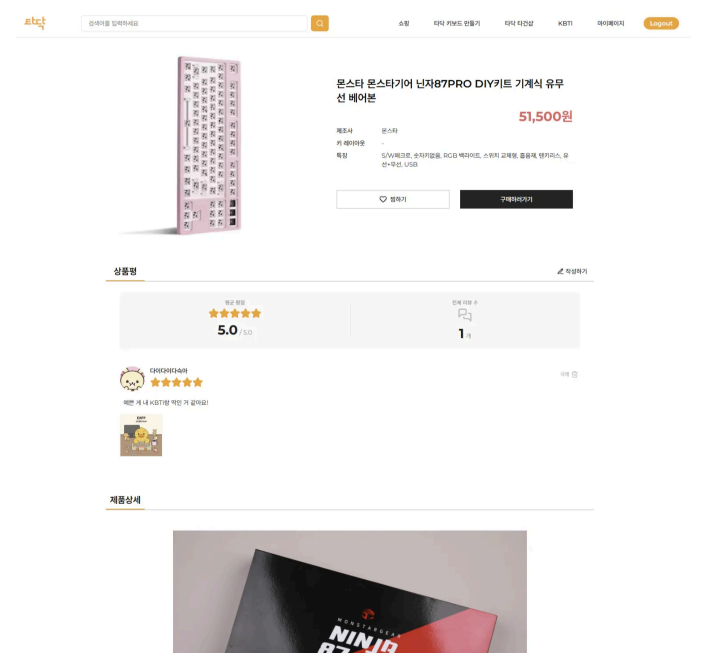 타닥
검색어를 입력하세요
쇼핑
타닥 키보드 만들기
타닥 타건샵
KBTI
마이페이지
Logout
몬스타 몬스타기어 닌자87PRO DIY키트 기계식 유무
선 베어본
51,500원
제조사 몬스타
키 레이아웃 -
특징 S/W매크로, 숫자키없음, RGB 백라이트, 스위치 교체형, 흡음재, 텐키리스, 유
선+무선, USB
찜하기
구매하러가기
상품평
작성하기
평균 평점
5.0 / 5.0
전체 리뷰 수
1 개
다이다이다슥아
삭제
예쁜 게 내 KBTI랑 딱인 거 같아요!
제품상세
MONSTARGEAR
NINJA
87